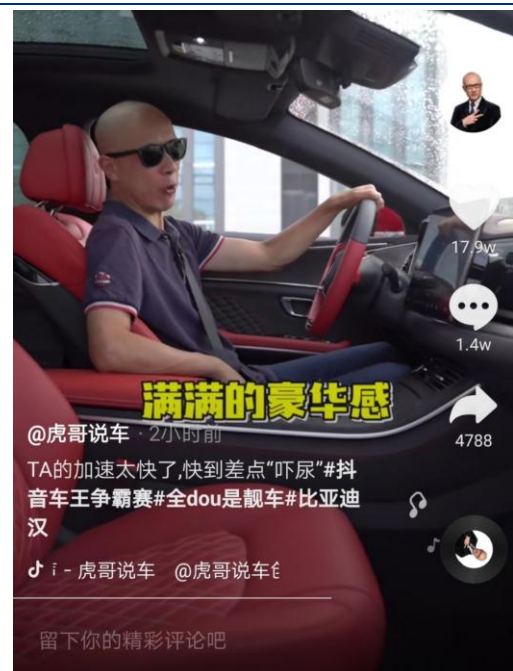 17.9w
1.4w
满满的豪华感
4788
@虎哥说车 · 2小时前
TA的加速太快了,快到差点“吓尿”#抖
音车王争霸赛#全dou是靓车#比亚迪
汉
- 虎哥说车 @虎哥说车
留下你的精彩评论吧